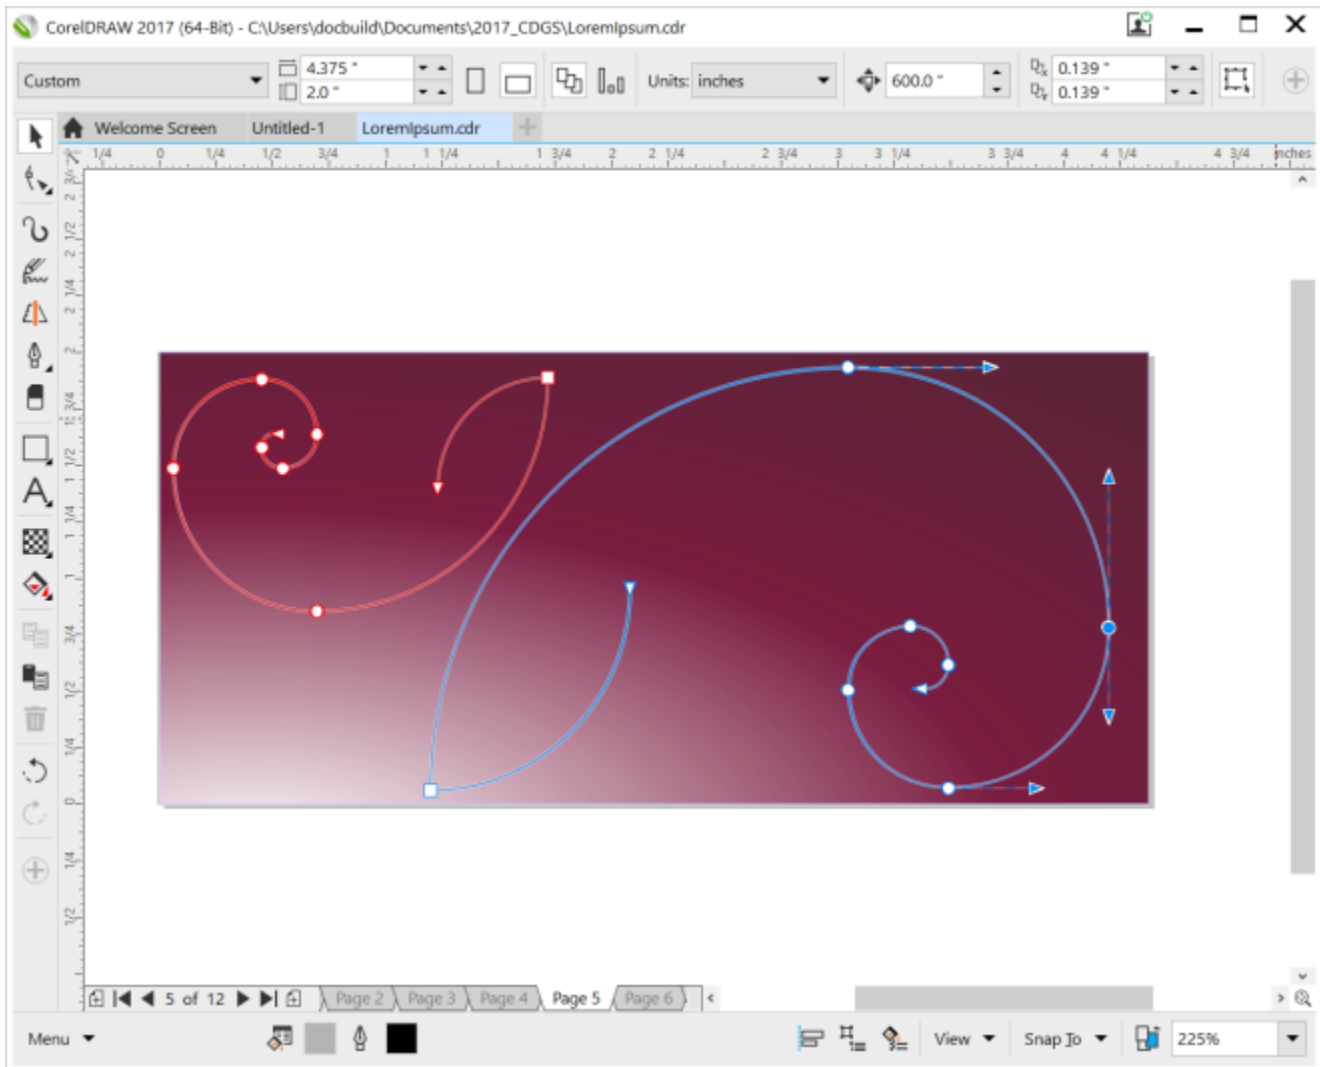 CorelDRAW 2017 (64-Bit) - C:\Users\docbuild\Documents\2017_CDGS\LoremIpsum.cdr
Custom 4.375 " Units: inches 600.0 " 0.139 "
2.0 " 0.139 "
Welcome Screen Untitled-1 LoremIpsum.cdr
1/4 0 1/4 1/2 3/4 1 1 1/4 1 3/4 2 2 1/4 2 3/4 3 3 1/4 3 3/4 4 4 1/4 4 3/4 inches
A
5 of 12 Page 2 Page 3 Page 4 Page 5 Page 6
Menu View Snap To 225%